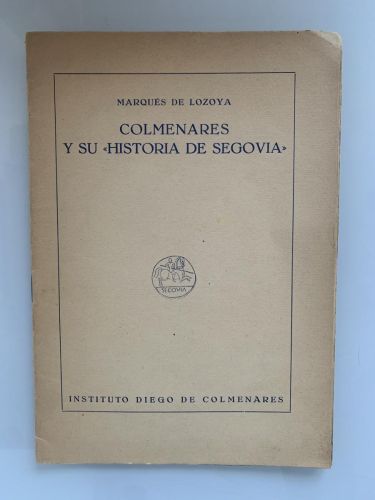 MARQUÉS DE LOZOYA
COLMENARES
Y SU «HISTORIA DE SEGOVIA»
SEGOVIA
INSTITUTO DIEGO DE COLMENARES